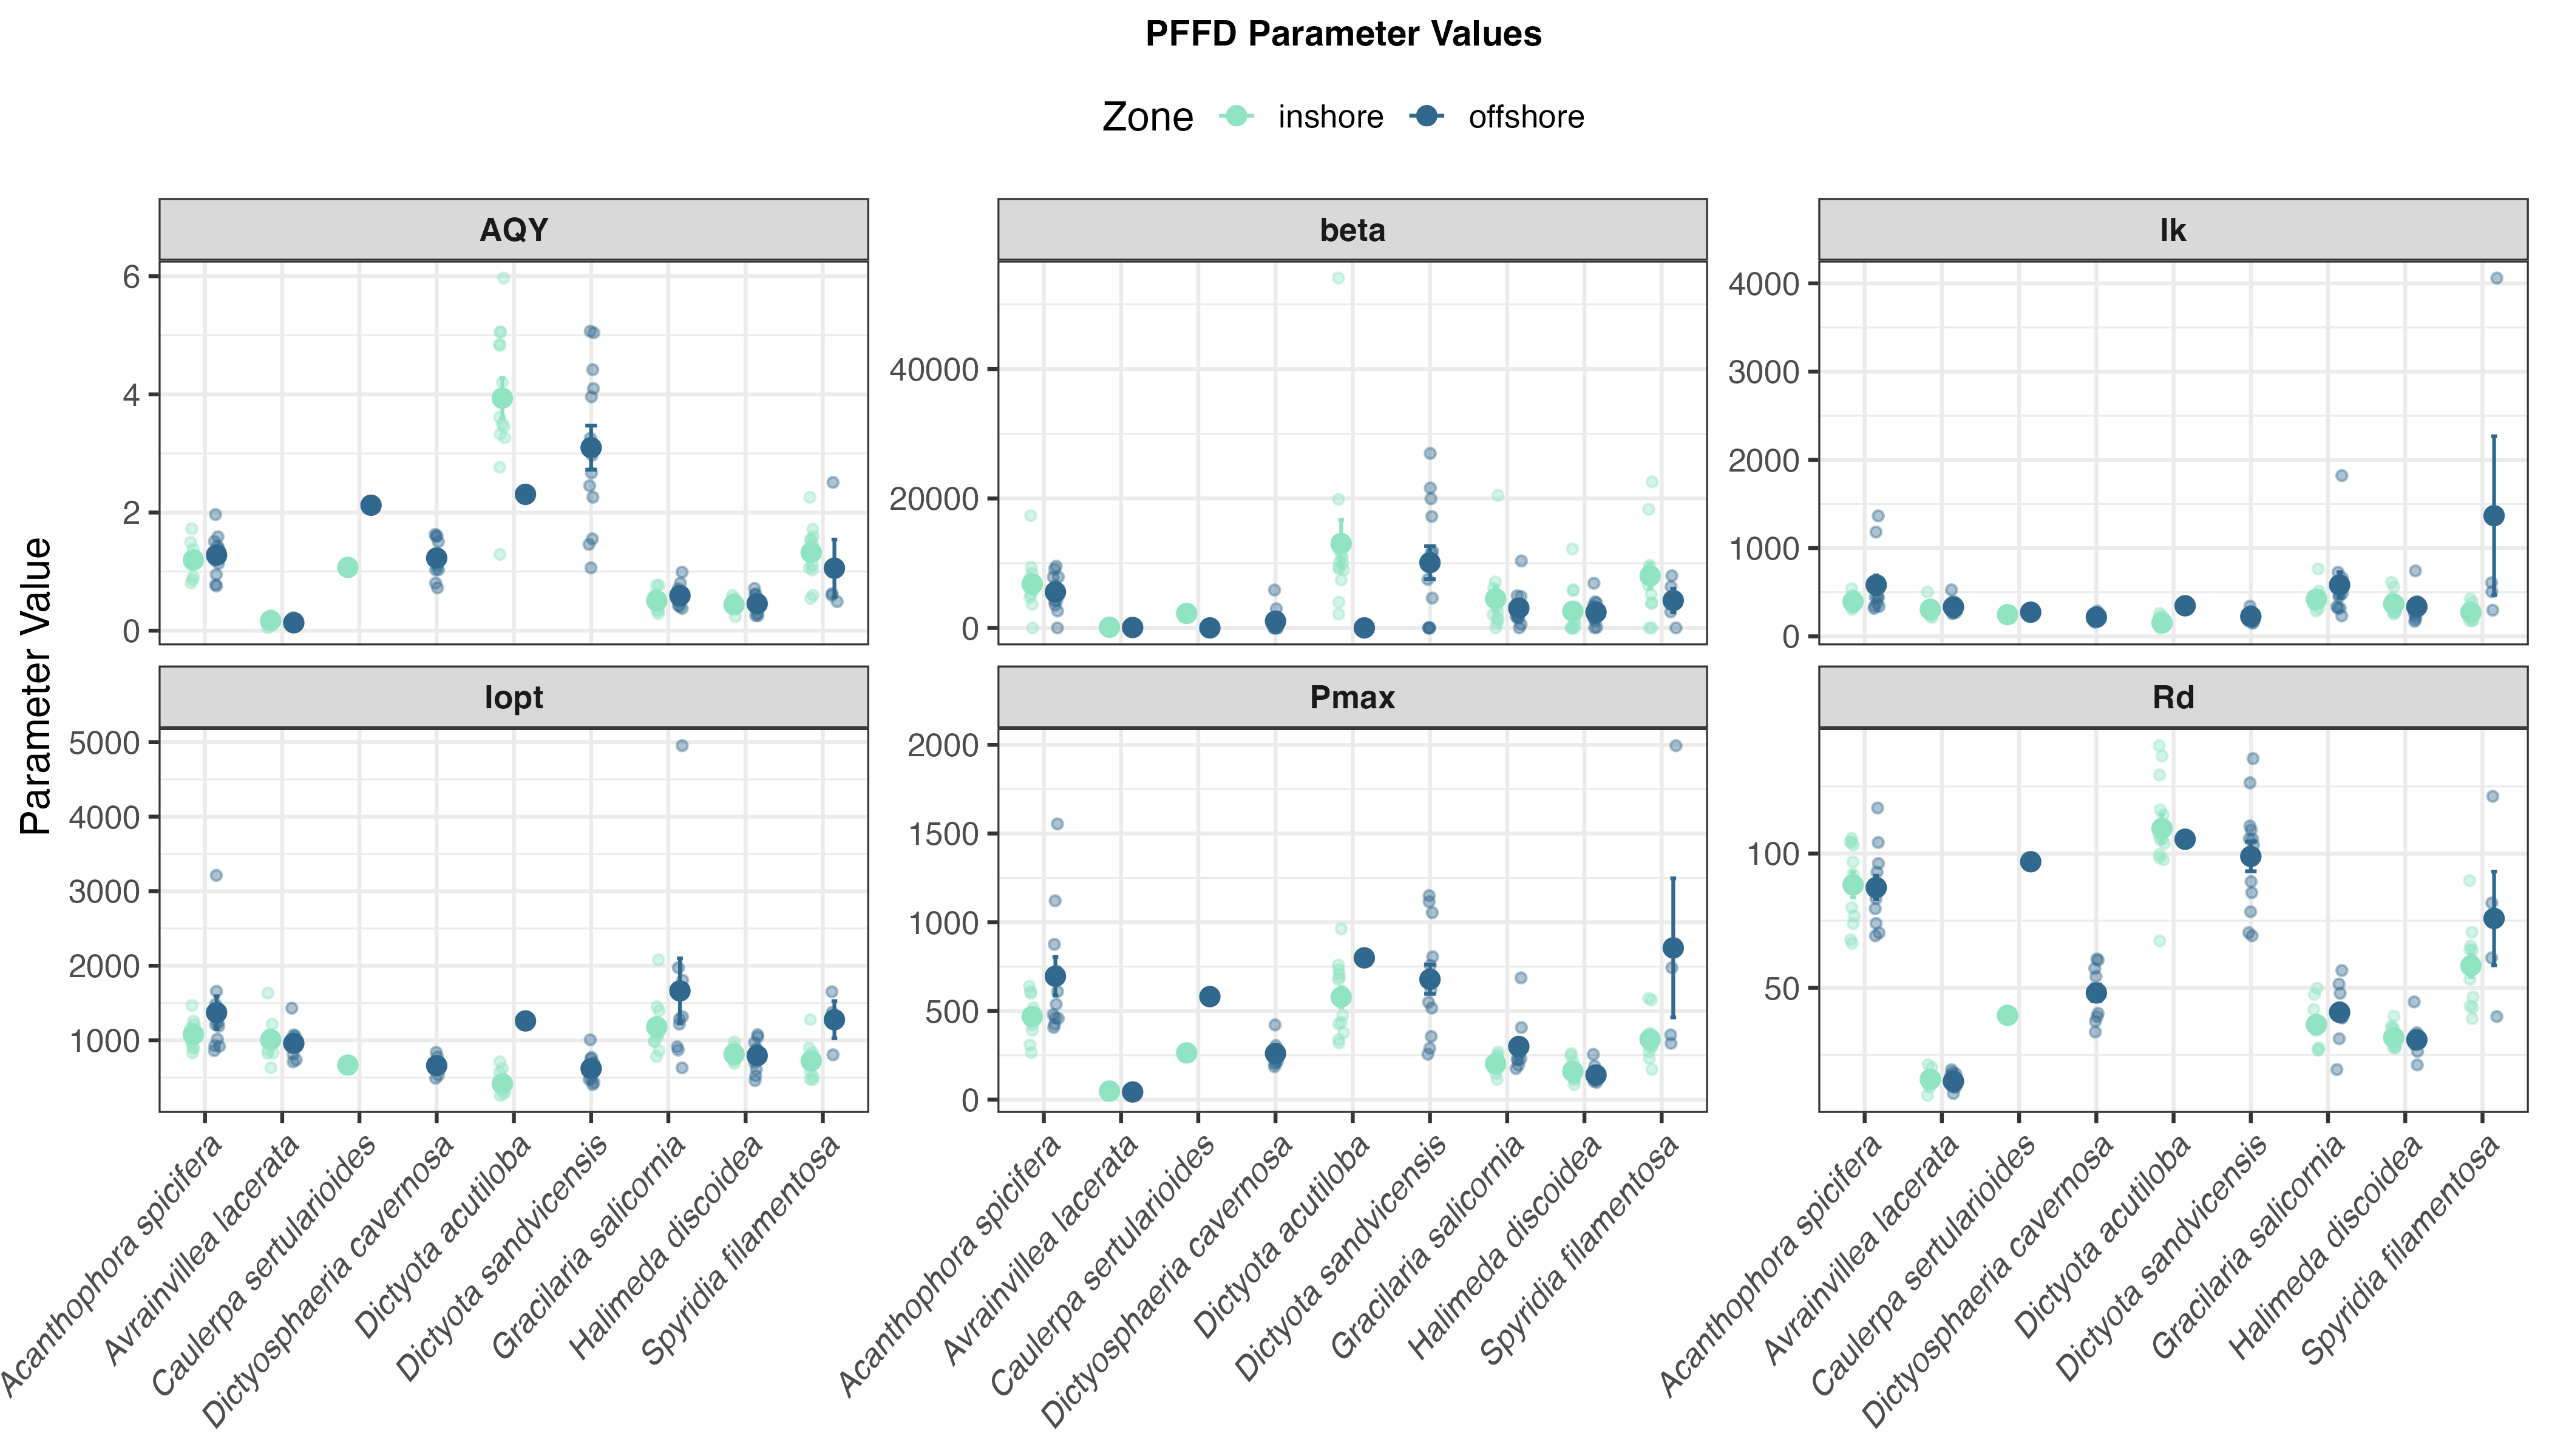 PFFD Parameter Values
Zone inshore offshore
Parameter Value
AQY
6
4
2
0
beta
40000
20000
0
Ik
4000
3000
2000
1000
0
Iopt
5000
4000
3000
2000
1000
Pmax
2000
1500
1000
500
0
Rd
100
50
Acanthophora spicifera
Avrainvillea lacerata
Caulerpa sertularioides
Dictyosphaeria cavernosa
Dictyota acutiloba
Dictyota sandvicensis
Gracilaria salicornia
Halimeda discoidea
Spyridia filamentosa
Acanthophora spicifera
Avrainvillea lacerata
Caulerpa sertularioides
Dictyosphaeria cavernosa
Dictyota acutiloba
Dictyota sandvicensis
Gracilaria salicornia
Halimeda discoidea
Spyridia filamentosa
Acanthophora spicifera
Avrainvillea lacerata
Caulerpa sertularioides
Dictyosphaeria cavernosa
Dictyota acutiloba
Dictyota sandvicensis
Gracilaria salicornia
Halimeda discoidea
Spyridia filamentosa